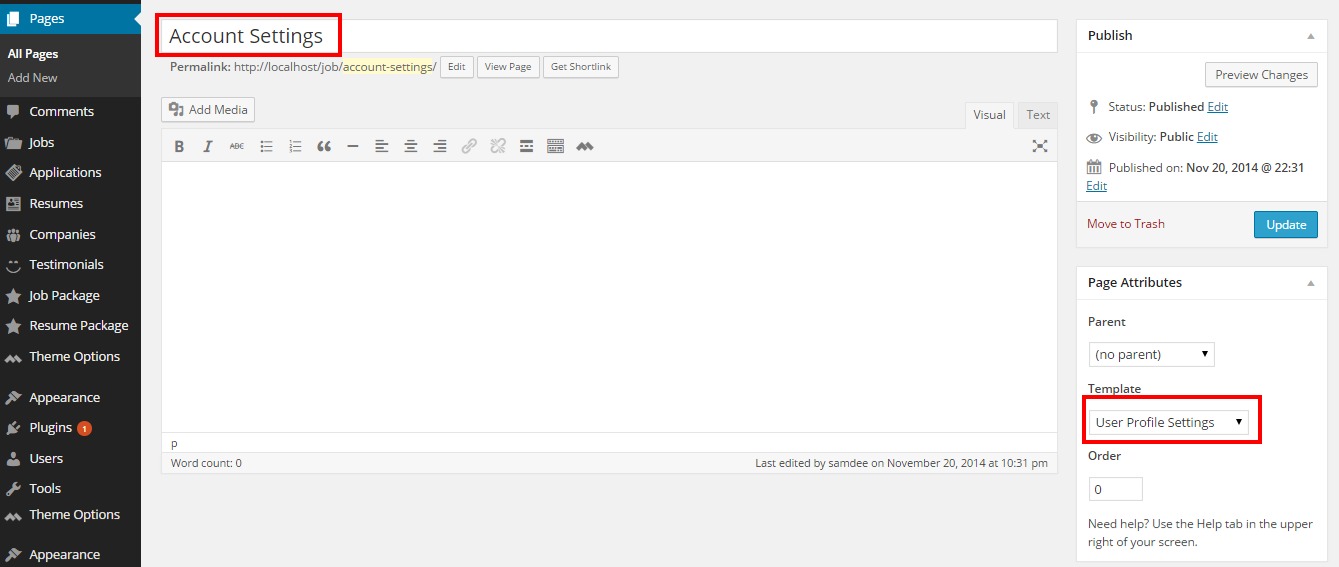 Pages
All Pages
Add New
Comments
Jobs
Applications
Resumes
Companies
Testimonials
Job Package
Resume Package
Theme Options
Appearance
Plugins 1
Users
Tools
Theme Options
Appearance
Account Settings
Permalink: http://localhost/job/account-settings/ Edit View Page Get Shortlink
Add Media
Visual Text
B I ABC
p
Word count: 0 Last edited by samdee on November 20, 2014 at 10:31 pm
Publish
Preview Changes
Status: Published Edit
Visibility: Public Edit
Published on: Nov 20, 2014 @ 22:31
Edit
Move to Trash Update
Page Attributes
Parent
(no parent)
Template
User Profile Settings
Order
0
Need help? Use the Help tab in the upper
right of your screen.